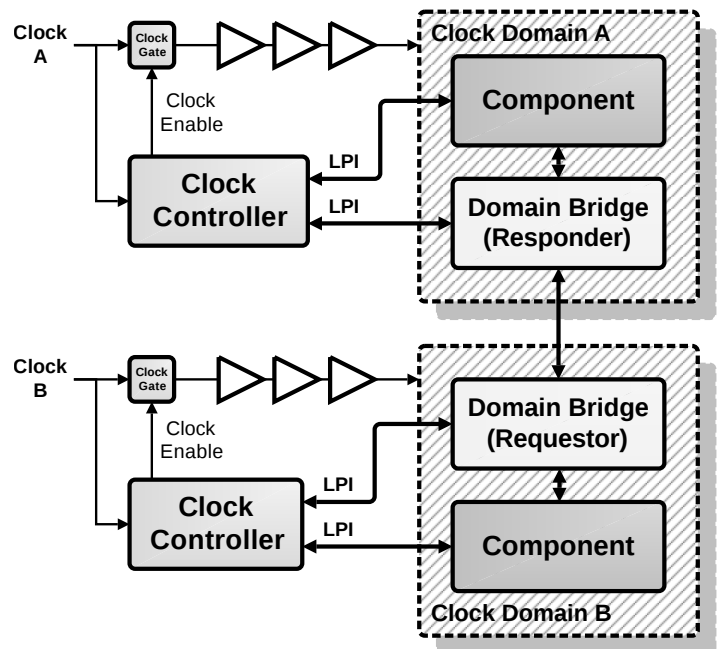 Clock
A
Clock
Gate
Clock
Enable
Clock
Controller
LPI
LPI
Clock Domain A
Component
Domain Bridge
(Responder)
Clock
B
Clock
Gate
Clock
Enable
Clock
Controller
LPI
LPI
Domain Bridge
(Requestor)
Component
Clock Domain B